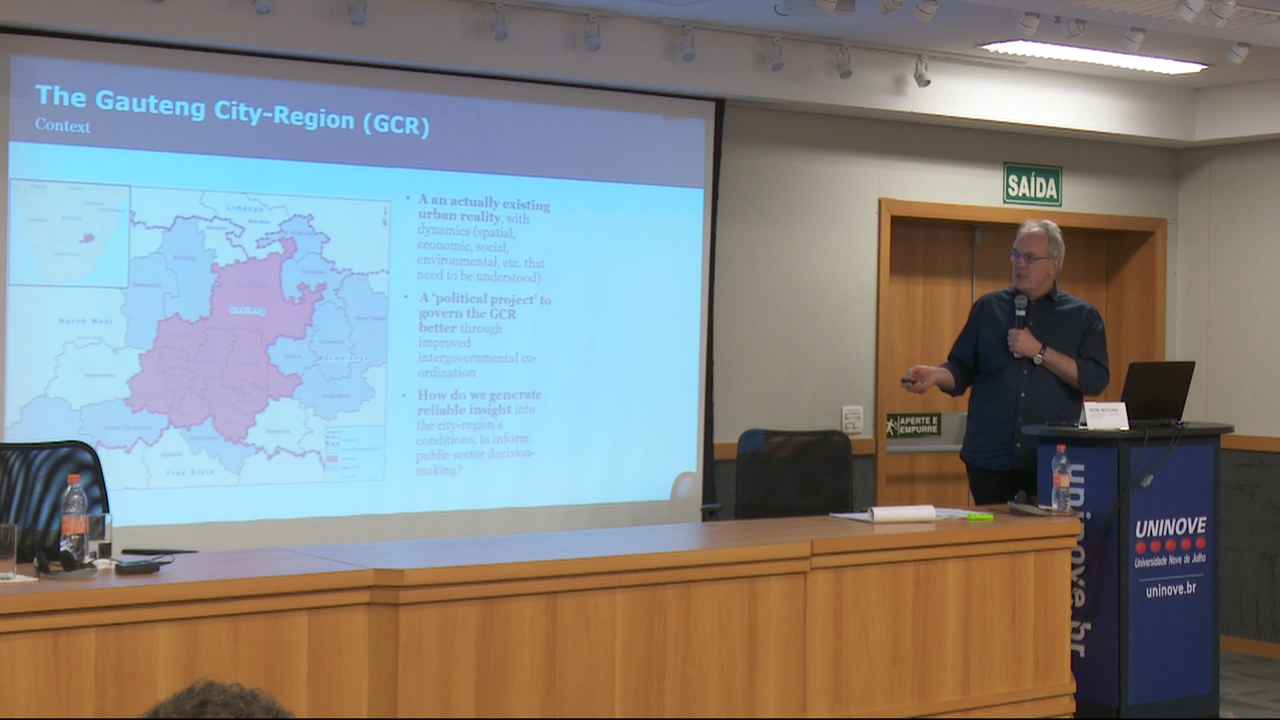 The Gauteng City-Region (GCR)
Context
• A an actually existing
urban reality, with
dynamics (spatial,
economic, social,
environmental, etc. that
need to be understood)
• A 'political project' to
govern the GCR
better through
improved
intergovernmental co-
ordination
• How do we generate
reliable insight into
the city-region's
conditions, to inform
public sector decision-
making?
Limpopo
Gauteng
North West
Mpumalanga
Free State
SAÍDA
APERTE E
EMPURRE
uninove.br
UNINOVE
Universidade Nove de Julho
uninove.br